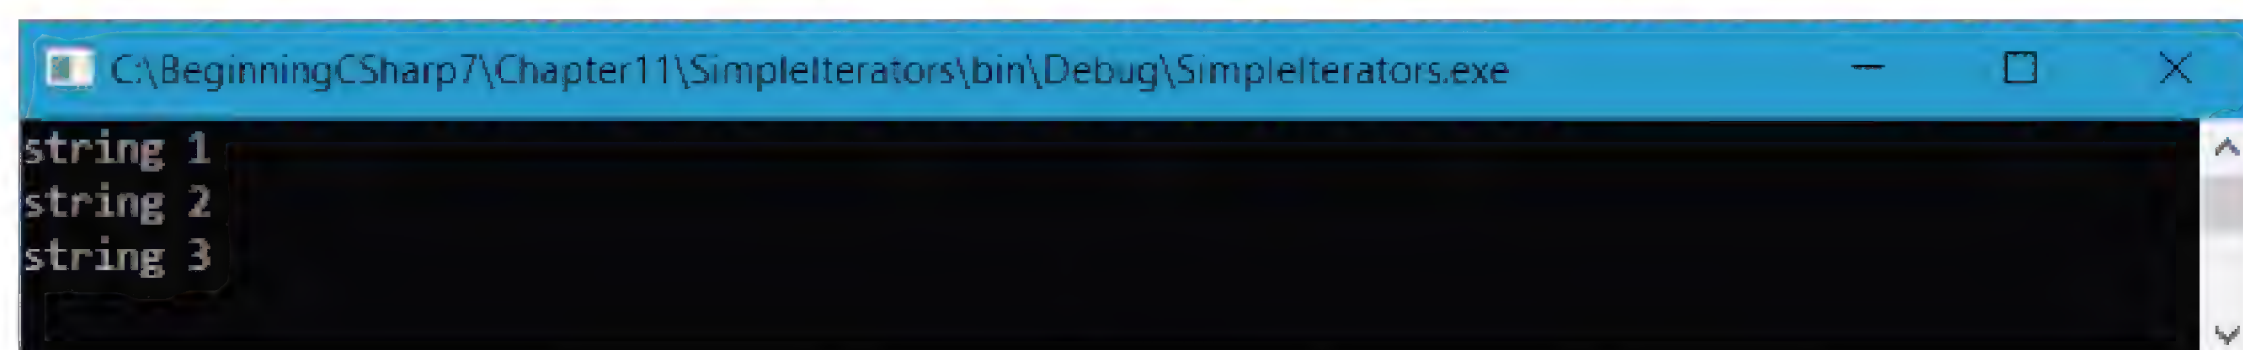 C:\BeginningCSharp7\Chapter11\SimpleIterators\bin\Debug\SimpleIterators.exe
string 1
string 2
string 3